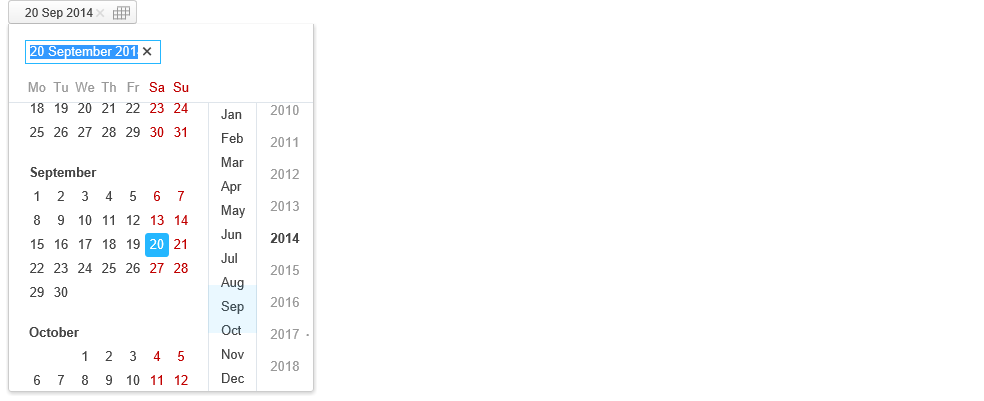 20 Sep 2014 ×
20 September 201 ×
Mo Tu We Th Fr Sa Su
18 19 20 21 22 23 24
25 26 27 28 29 30 31
September
1 2 3 4 5 6 7
8 9 10 11 12 13 14
15 16 17 18 19 20 21
22 23 24 25 26 27 28
29 30
October
1 2 3 4 5
6 7 8 9 10 11 12
Jan
Feb
Mar
Apr
May
Jun
Jul
Aug
Sep
Oct
Nov
Dec
2010
2011
2012
2013
2014
2015
2016
2017
2018